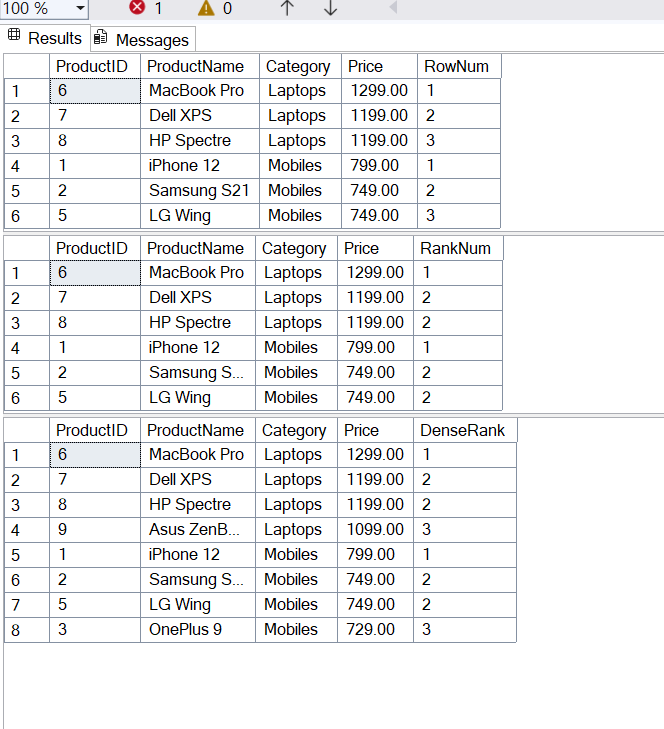 100 % 1 0
Results Messages
ProductID ProductName Category Price RowNum
1 6 MacBook Pro Laptops 1299.00 1
2 7 Dell XPS Laptops 1199.00 2
3 8 HP Spectre Laptops 1199.00 3
4 1 iPhone 12 Mobiles 799.00 1
5 2 Samsung S21 Mobiles 749.00 2
6 5 LG Wing Mobiles 749.00 3
ProductID ProductName Category Price RankNum
1 6 MacBook Pro Laptops 1299.00 1
2 7 Dell XPS Laptops 1199.00 2
3 8 HP Spectre Laptops 1199.00 2
4 1 iPhone 12 Mobiles 799.00 1
5 2 Samsung S... Mobiles 749.00 2
6 5 LG Wing Mobiles 749.00 2
ProductID ProductName Category Price DenseRank
1 6 MacBook Pro Laptops 1299.00 1
2 7 Dell XPS Laptops 1199.00 2
3 8 HP Spectre Laptops 1199.00 2
4 9 Asus ZenB... Laptops 1099.00 3
5 1 iPhone 12 Mobiles 799.00 1
6 2 Samsung S... Mobiles 749.00 2
7 5 LG Wing Mobiles 749.00 2
8 3 OnePlus 9 Mobiles 729.00 3